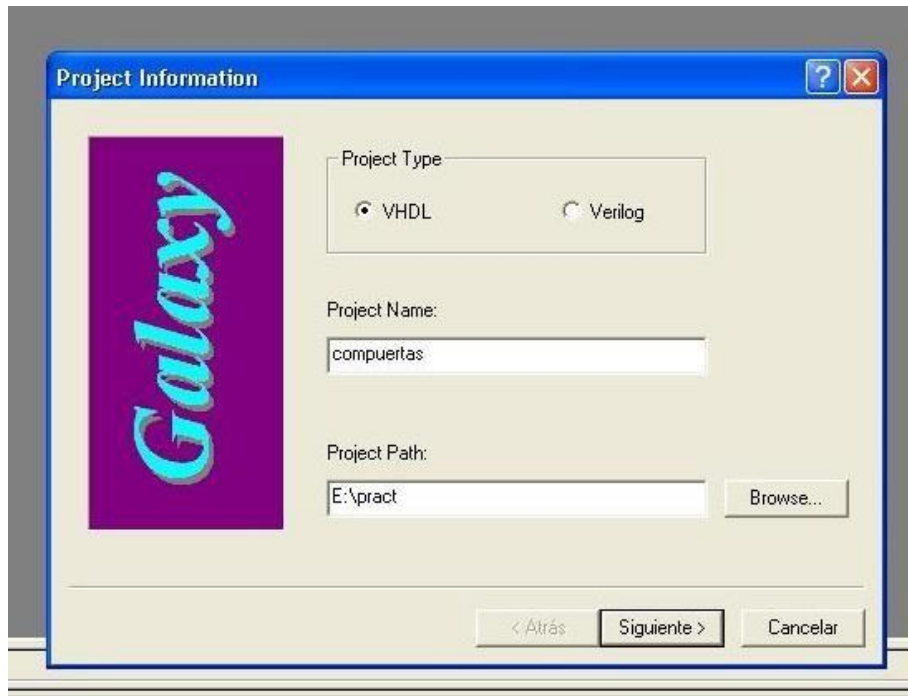 Project Information
Galaxy
Project Type
VHDL
Verilog
Project Name:
compuertas
Project Path:
E:\pract
Browse...
< Atrás
Siguiente >
Cancelar